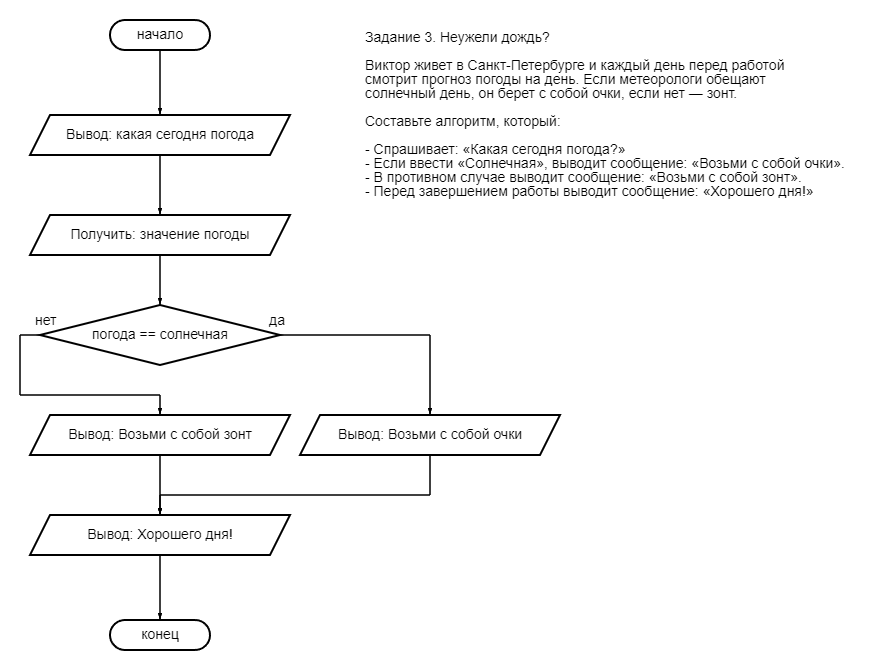 начало
Вывод: какая сегодня погода
Получить: значение погоды
нет
да
погода == солнечная
Вывод: Возьми с собой зонт
Вывод: Возьми с собой очки
Вывод: Хорошего дня!
конец
Задание 3. Неужели дождь?
Виктор живет в Санкт-Петербурге и каждый день перед работой
смотрит прогноз погоды на день. Если метеорологи обещают
солнечный день, он берет с собой очки, если нет — зонт.
Составьте алгоритм, который:
- Спрашивает: «Какая сегодня погода?»
- Если ввести «Солнечная», выводит сообщение: «Возьми с собой очки».
- В противном случае выводит сообщение: «Возьми с собой зонт».
- Перед завершением работы выводит сообщение: «Хорошего дня!»